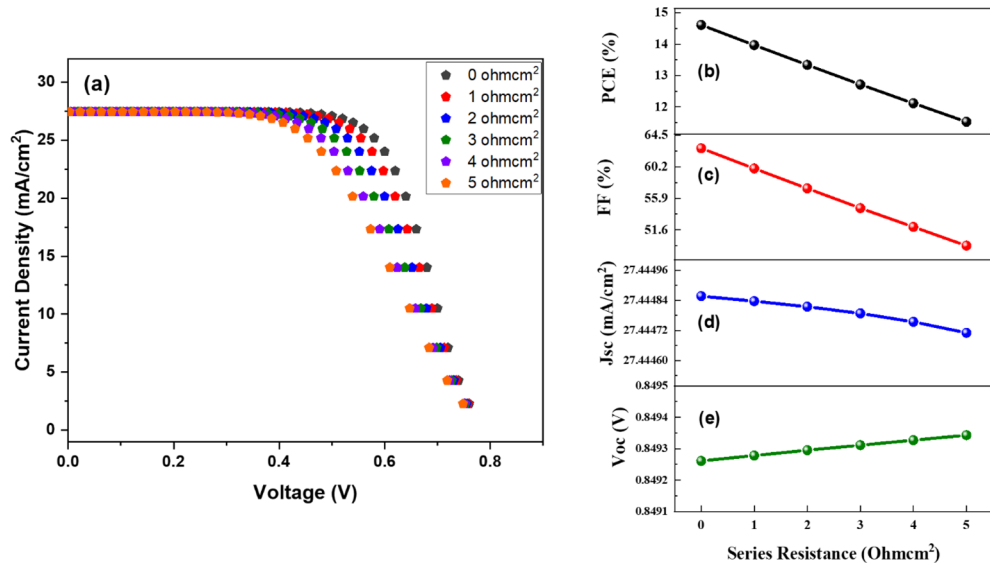 (a)
0 ohmcm²
1 ohmcm²
2 ohmcm²
3 ohmcm²
4 ohmcm²
5 ohmcm²
30
25
20
15
10
5
0
Current Density (mA/cm²)
0.0 0.2 0.4 0.6 0.8
Voltage (V)
(b)
15
14
13
12
PCE (%)
(c)
64.5
60.2
55.9
51.6
FF (%)
(d)
27.44496
27.44484
27.44472
27.44460
Jsc (mA/cm²)
(e)
0.8495
0.8494
0.8493
0.8492
0.8491
Voc (V)
0 1 2 3 4 5
Series Resistance (Ohmcm²)